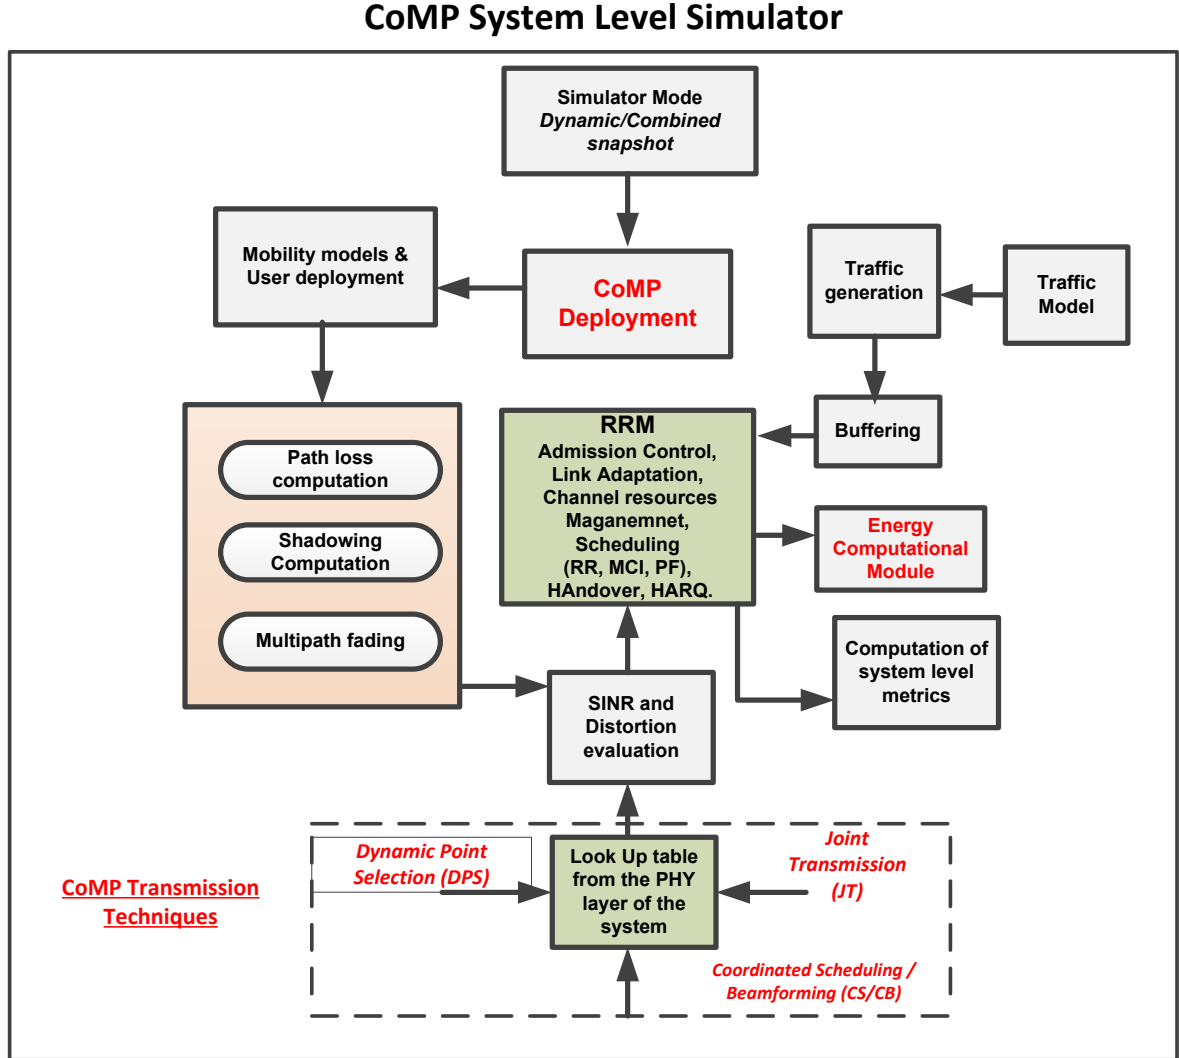 CoMP System Level Simulator
Simulator Mode
Dynamic/Combined
snapshot
Mobility models &
User deployment
CoMP
Deployment
Traffic
generation
Traffic
Model
Buffering
Path loss
computation
Shadowing
Computation
Multipath fading
RRM
Admission Control,
Link Adaptation,
Channel resources
Maganemnet,
Scheduling
(RR, MCI, PF),
HAndover, HARQ.
Energy
Computational
Module
Computation of
system level
metrics
SINR and
Distortion
evaluation
CoMP Transmission
Techniques
Dynamic Point
Selection (DPS)
Look Up table
from the PHY
layer of the
system
Joint
Transmission
(JT)
Coordinated Scheduling /
Beamforming (CS/CB)